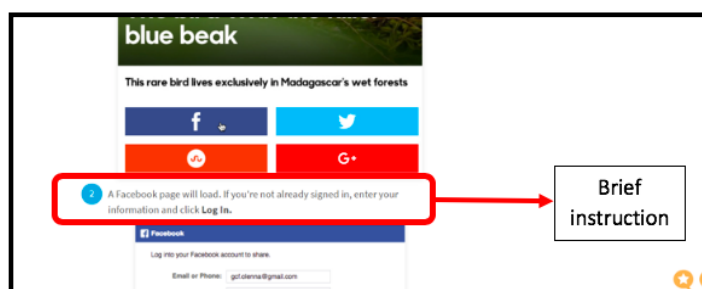 blue beak
This rare bird lives exclusively in Madagascar's wet forests
f
G+
2 A Facebook page will load. If you're not already signed in, enter your
information and click Log In.
Brief
instruction
f Facebook
Log into your Facebook account to share.
Email or Phone: gcf.olenna@gmail.com